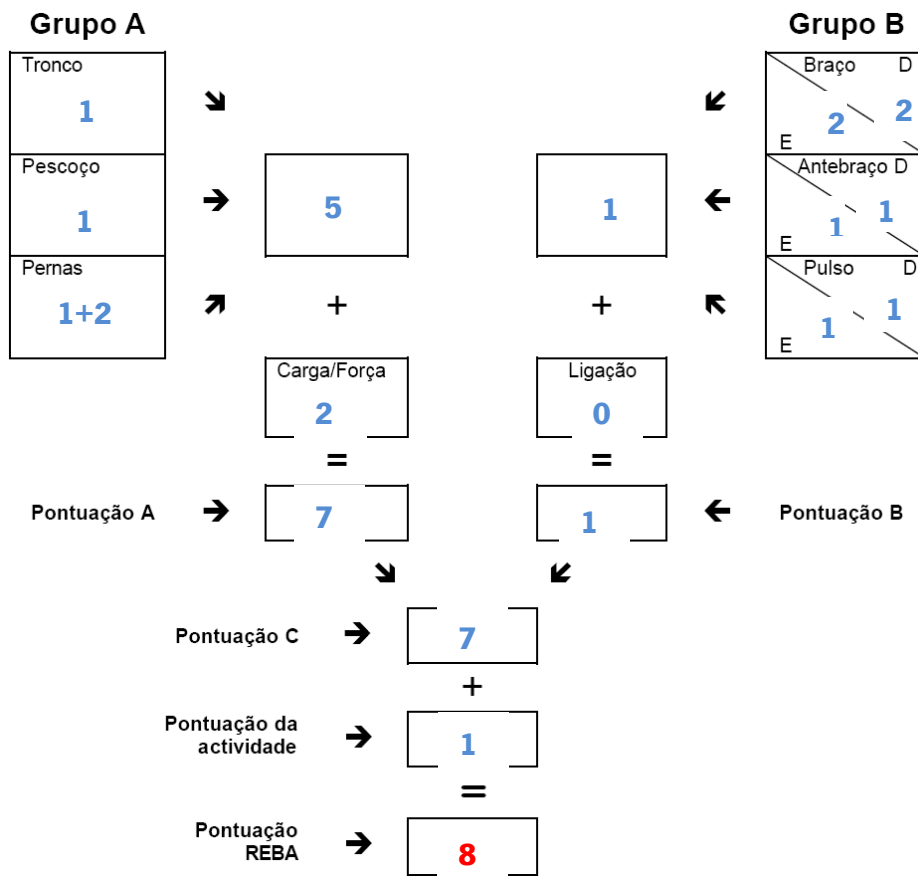 Grupo A
Grupo B
Tronco
1
Braço D
2
2
E
Pescoço
1
5
1
Antebraço D
1
1
E
Pernas
1+2
+
+
Pulso D
1
1
E
Carga/Força
2
Ligação
0
=
=
Pontuação A
7
1
Pontuação B
Pontuação C
7
+
Pontuação da
actividade
1
=
Pontuação
REBA
8